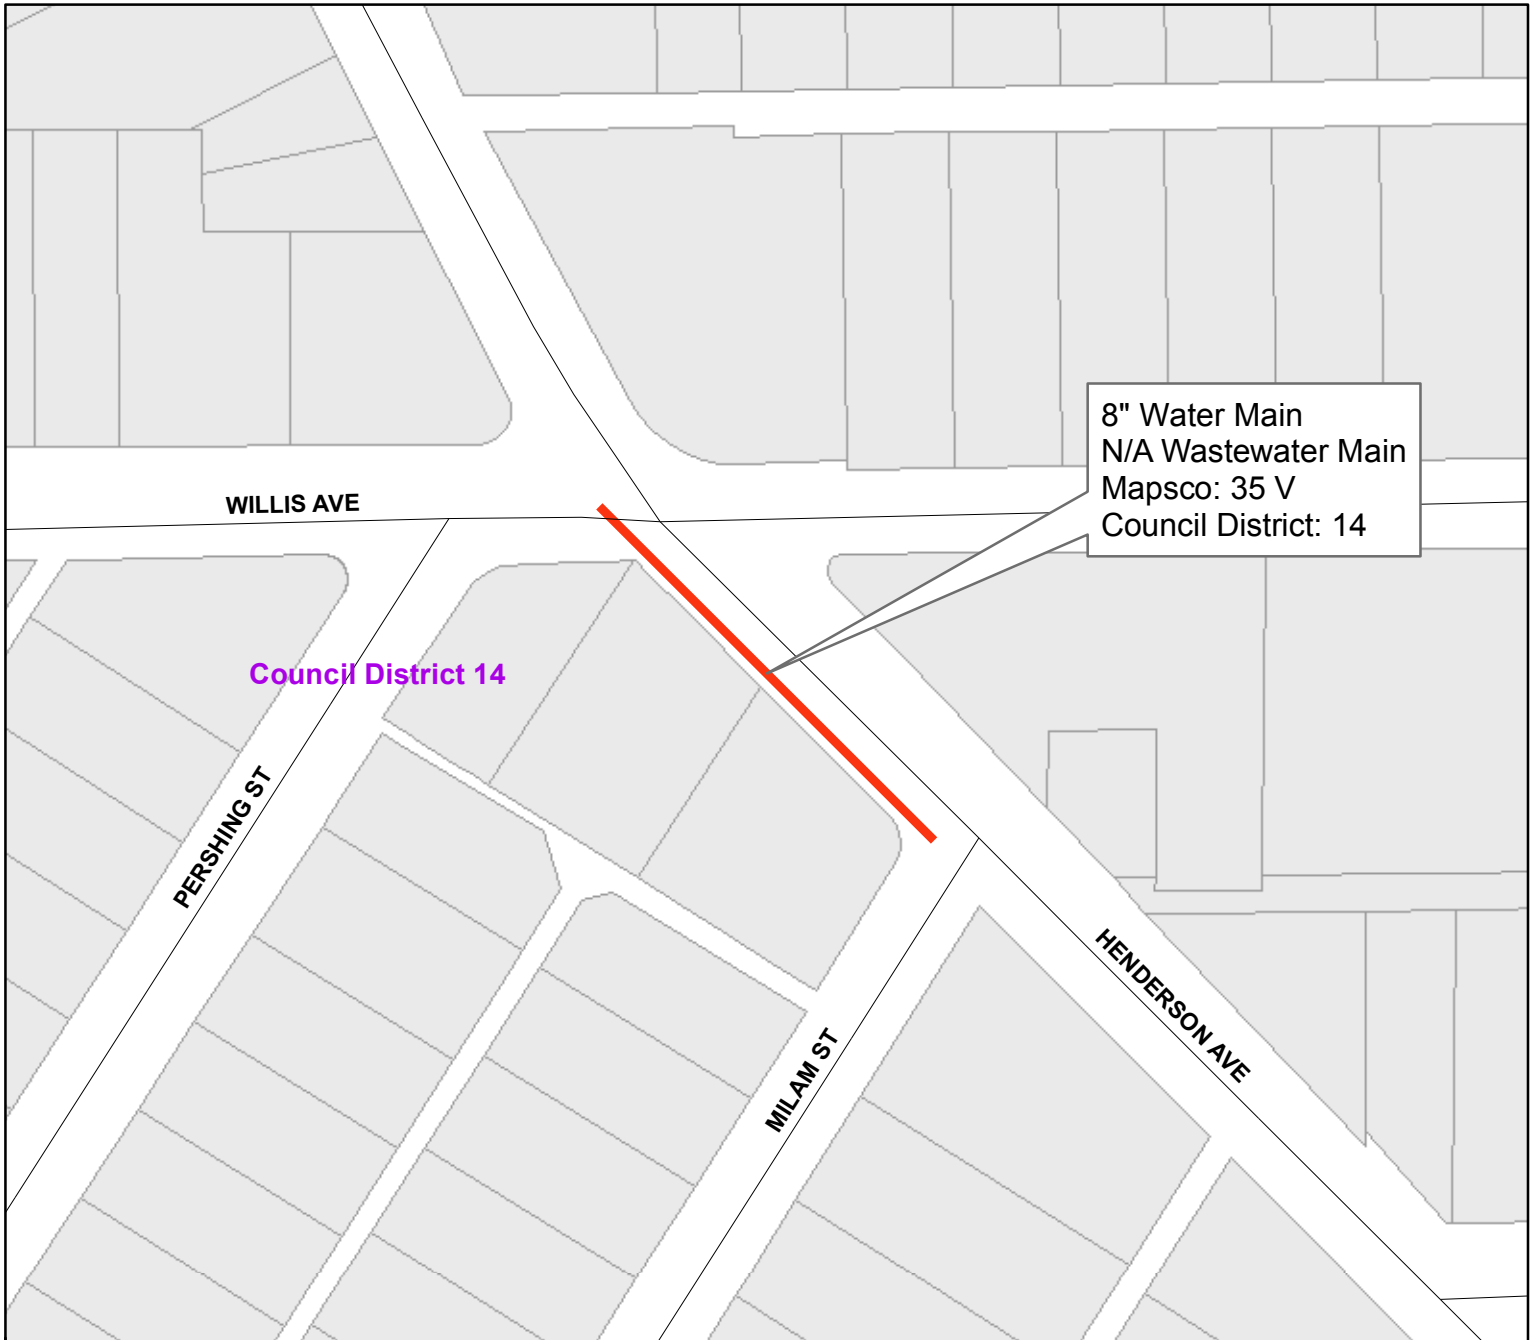 8" Water Main
N/A Wastewater Main
Mapsco: 35 V
Council District: 14
WILLIS AVE
Council District 14
PERSHING ST
HENDERSON AVE
MILAM ST